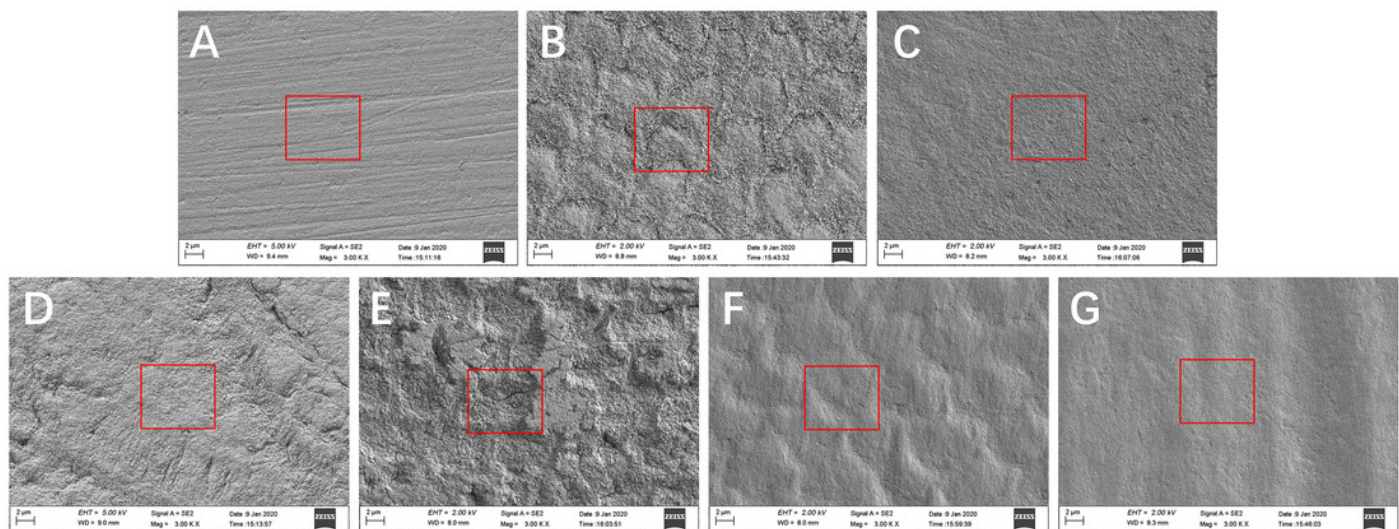 A
2 µm
EHT = 5.00 kV
Signal A = SE2
Date :9 Jan 2020
WD = 9.4 mm
Mag = 3.00 K X
Time :15:11:16
ZEISS
B
2 µm
EHT = 2.00 kV
Signal A = SE2
Date :9 Jan 2020
WD = 8.8 mm
Mag = 3.00 K X
Time :15:43:32
ZEISS
C
2 µm
EHT = 2.00 kV
Signal A = SE2
Date :9 Jan 2020
WD = 8.2 mm
Mag = 3.00 K X
Time :16:07:06
ZEISS
D
2 µm
EHT = 5.00 kV
Signal A = SE2
Date :9 Jan 2020
WD = 9.0 mm
Mag = 3.00 K X
Time :15:13:57
ZEISS
E
2 µm
EHT = 2.00 kV
Signal A = SE2
Date :9 Jan 2020
WD = 8.0 mm
Mag = 3.00 K X
Time :16:03:51
ZEISS
F
2 µm
EHT = 2.00 kV
Signal A = SE2
Date :9 Jan 2020
WD = 8.0 mm
Mag = 3.00 K X
Time :15:59:39
ZEISS
G
2 µm
EHT = 2.00 kV
Signal A = SE2
Date :9 Jan 2020
WD = 8.3 mm
Mag = 3.00 K X
Time :15:46:03
ZEISS